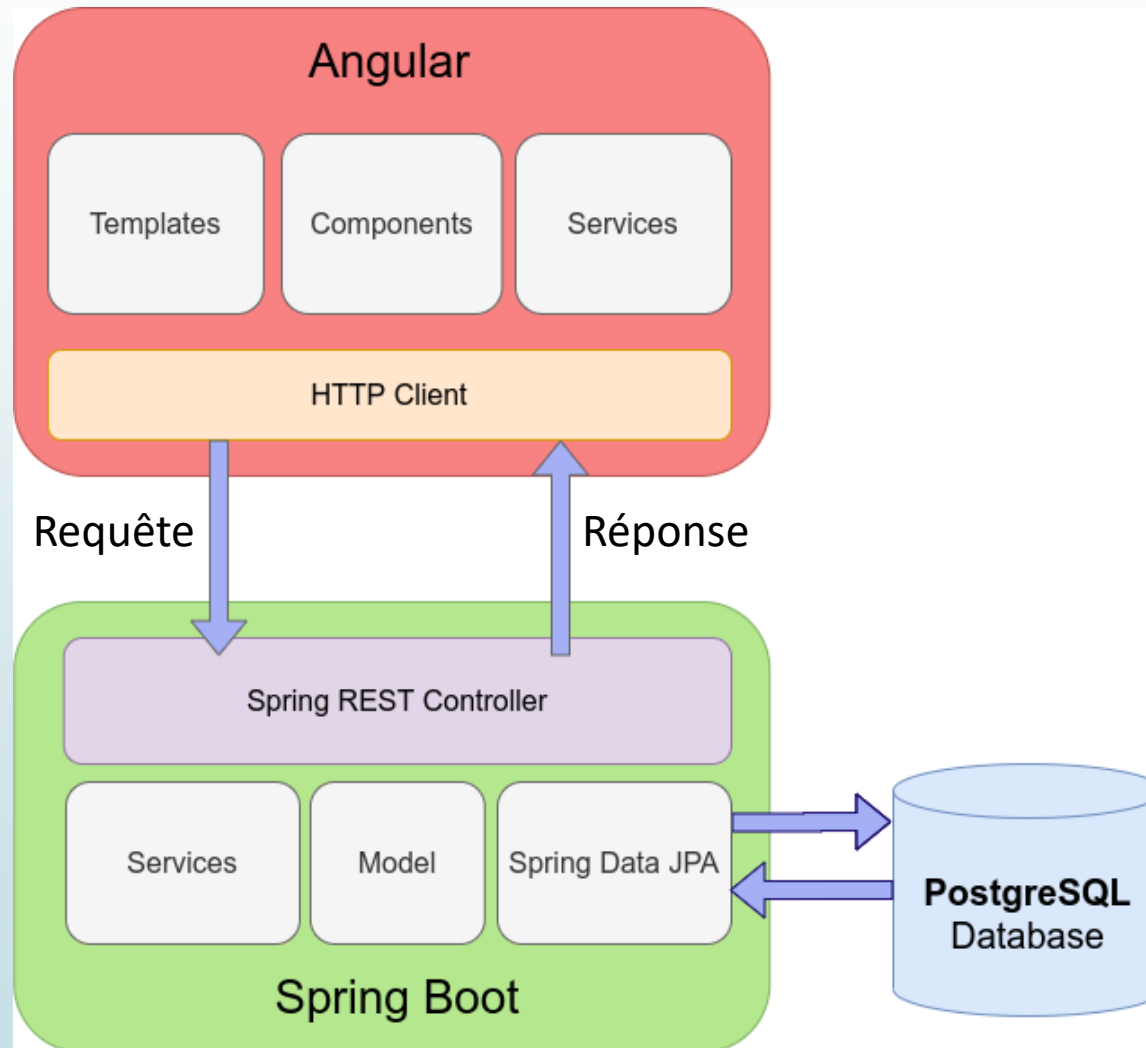 Angular
Templates
Components
Services
HTTP Client
Requête
Réponse
Spring REST Controller
Services
Model
Spring Data JPA
PostgreSQL
Database
Spring Boot